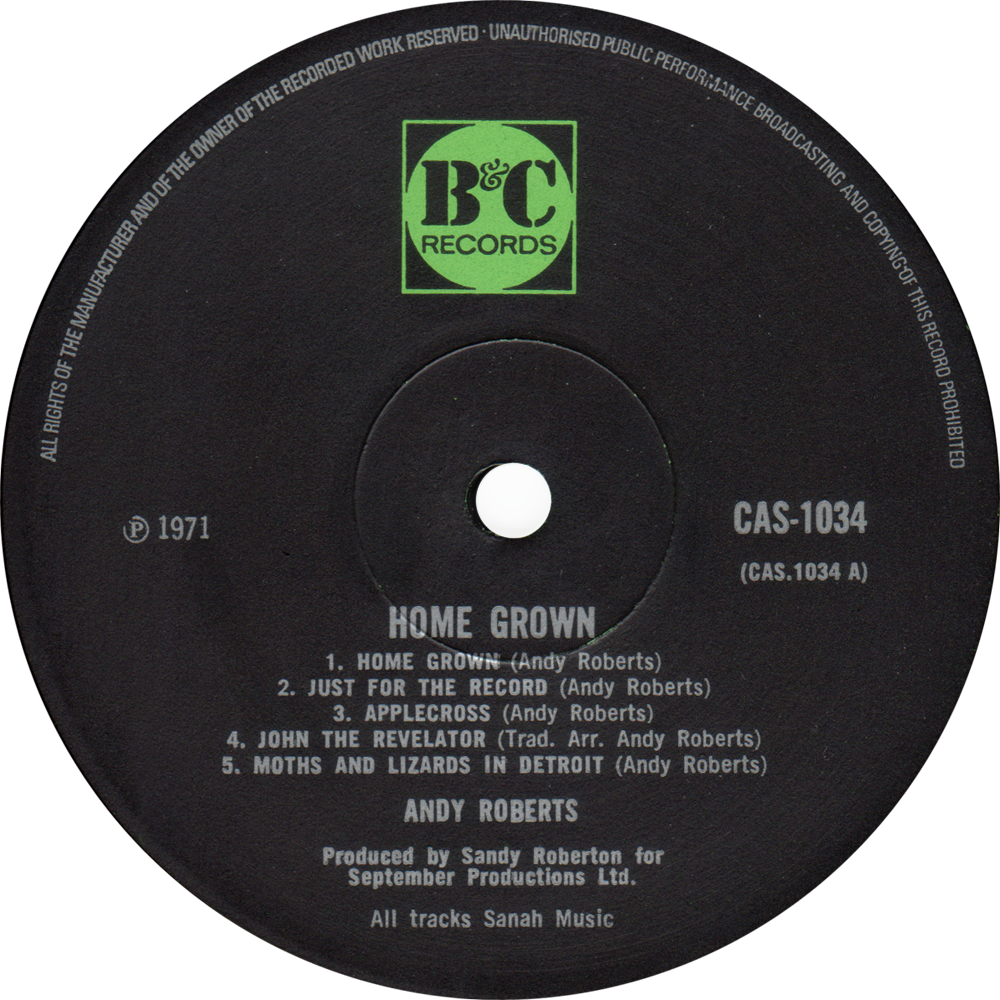 ALL RIGHTS OF THE MANUFACTURER AND OF THE OWNER OF THE RECORDED WORK RESERVED · UNAUTHORISED PUBLIC PERFORMANCE BROADCASTING AND COPYING OF THIS RECORD PROHIBITED
B&C
RECORDS
℗ 1971
CAS-1034
(CAS.1034 A)
HOME GROWN
1. HOME GROWN (Andy Roberts)
2. JUST FOR THE RECORD (Andy Roberts)
3. APPLECROSS (Andy Roberts)
4. JOHN THE REVELATOR (Trad. Arr. Andy Roberts)
5. MOTHS AND LIZARDS IN DETROIT (Andy Roberts)
ANDY ROBERTS
Produced by Sandy Roberton for
September Productions Ltd.
All tracks Sanah Music